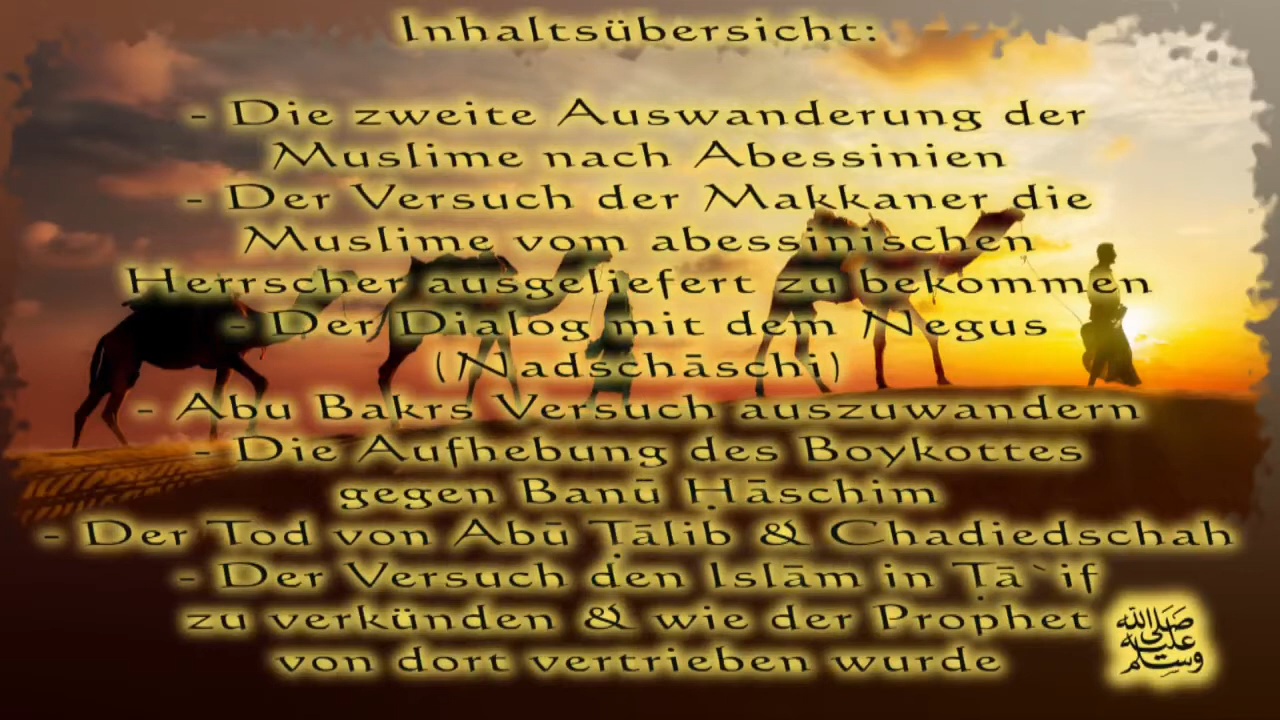 Inhaltsübersicht:
- Die zweite Auswanderung der
Muslime nach Abessinien
- Der Versuch der Makkaner die
Muslime vom abessinischen
Herrscher ausgeliefert zu bekommen
- Der Dialog mit dem Negus
(Nadschāschi)
- Abu Bakrs Versuch auszuwandern
- Die Aufhebung des Boykottes
gegen Banū Ḥāschim
- Der Tod von Abū Ṭālib & Chadiedschah
- Der Versuch den Islām in Ṭā`if
zu verkünden & wie der Prophet
صلى الله عليه وسلم
von dort vertrieben wurde